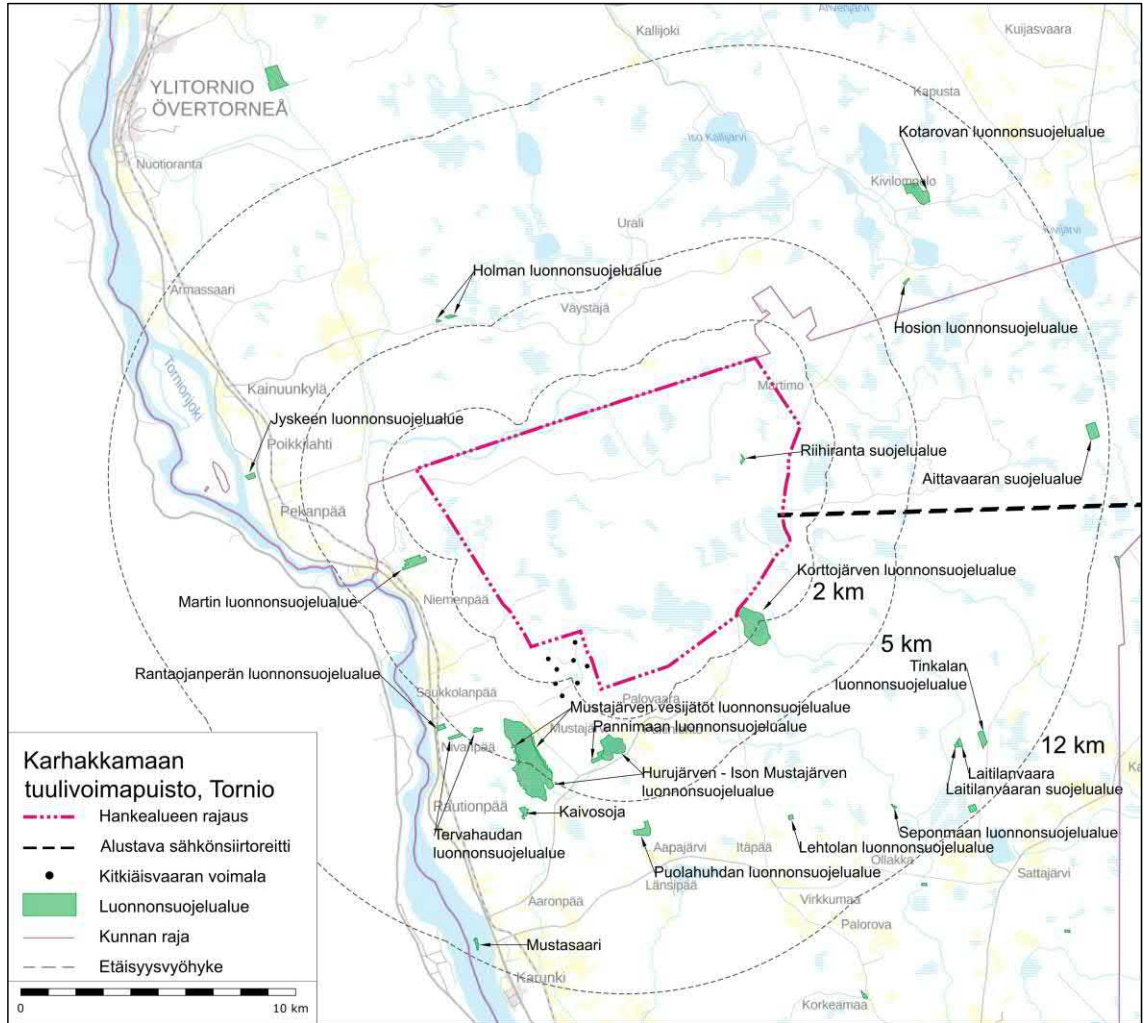 Kallijoki
Kuijasvaara
YLITORNIO
ÖVERTORNEÅ
Kapusta
Iso Kallijärvi
Kotarovan luonnonsuojelualue
Nuotioranta
Kivilompolo
Urali
Kivijärvi
Holman luonnonsuojelualue
Armassaari
Väystäjä
Hosion luonnonsuojelualue
Tornionjoki
Kainuunkylä
Martimo
Jyskeen luonnonsuojelualue
Poikkilahti
Riihiranta suojelualue
Aittavaaran suojelualue
Pekanpää
Korttojärven luonnonsuojelualue
2 km
Martin luonnonsuojelualue
Niemenpää
5 km
Tinkalan
luonnonsuojelualue
Rantaojanperän luonnonsuojelualue
Saukkolanpää
Palovaara
Mustajärven vesijätöt luonnonsuojelualue
Pannimaan luonnonsuojelualue
Nivanpää
12 km
Karhakkamaan
tuulivoimapuisto, Tornio
Hankealueen rajaus
Alustava sähkönsiirtoreitti
Kitkiäisvaaran voimala
Luonnonsuojelualue
Kunnan raja
Etäisyysvyöhyke
0 10 km
Hurujärven - Ison Mustajärven
luonnonsuojelualue
Laitilanvaara
Laitilanvaaran suojelualue
Rautionpää
Kaivosoja
Tervahaudan
luonnonsuojelualue
Seponmaan luonnonsuojelualue
Lehtolan luonnonsuojelualue
Aapajärvi
Itäpää
Ollakka
Puolahuhdan luonnonsuojelualue
Länsipää
Sattajärvi
Aaronpää
Virkkumaa
Palorova
Mustasaari
Karunki
Korkeamaa